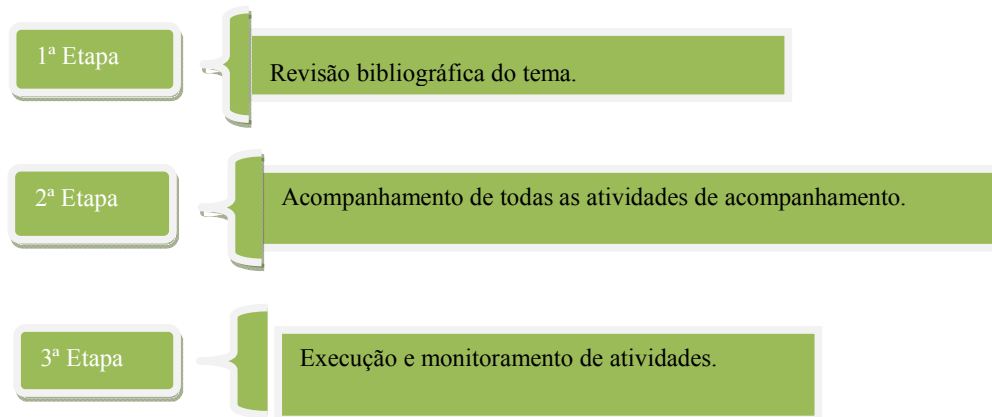 1ª Etapa
Revisão bibliográfica do tema.
2ª Etapa
Acompanhamento de todas as atividades de acompanhamento.
3ª Etapa
Execução e monitoramento de atividades.